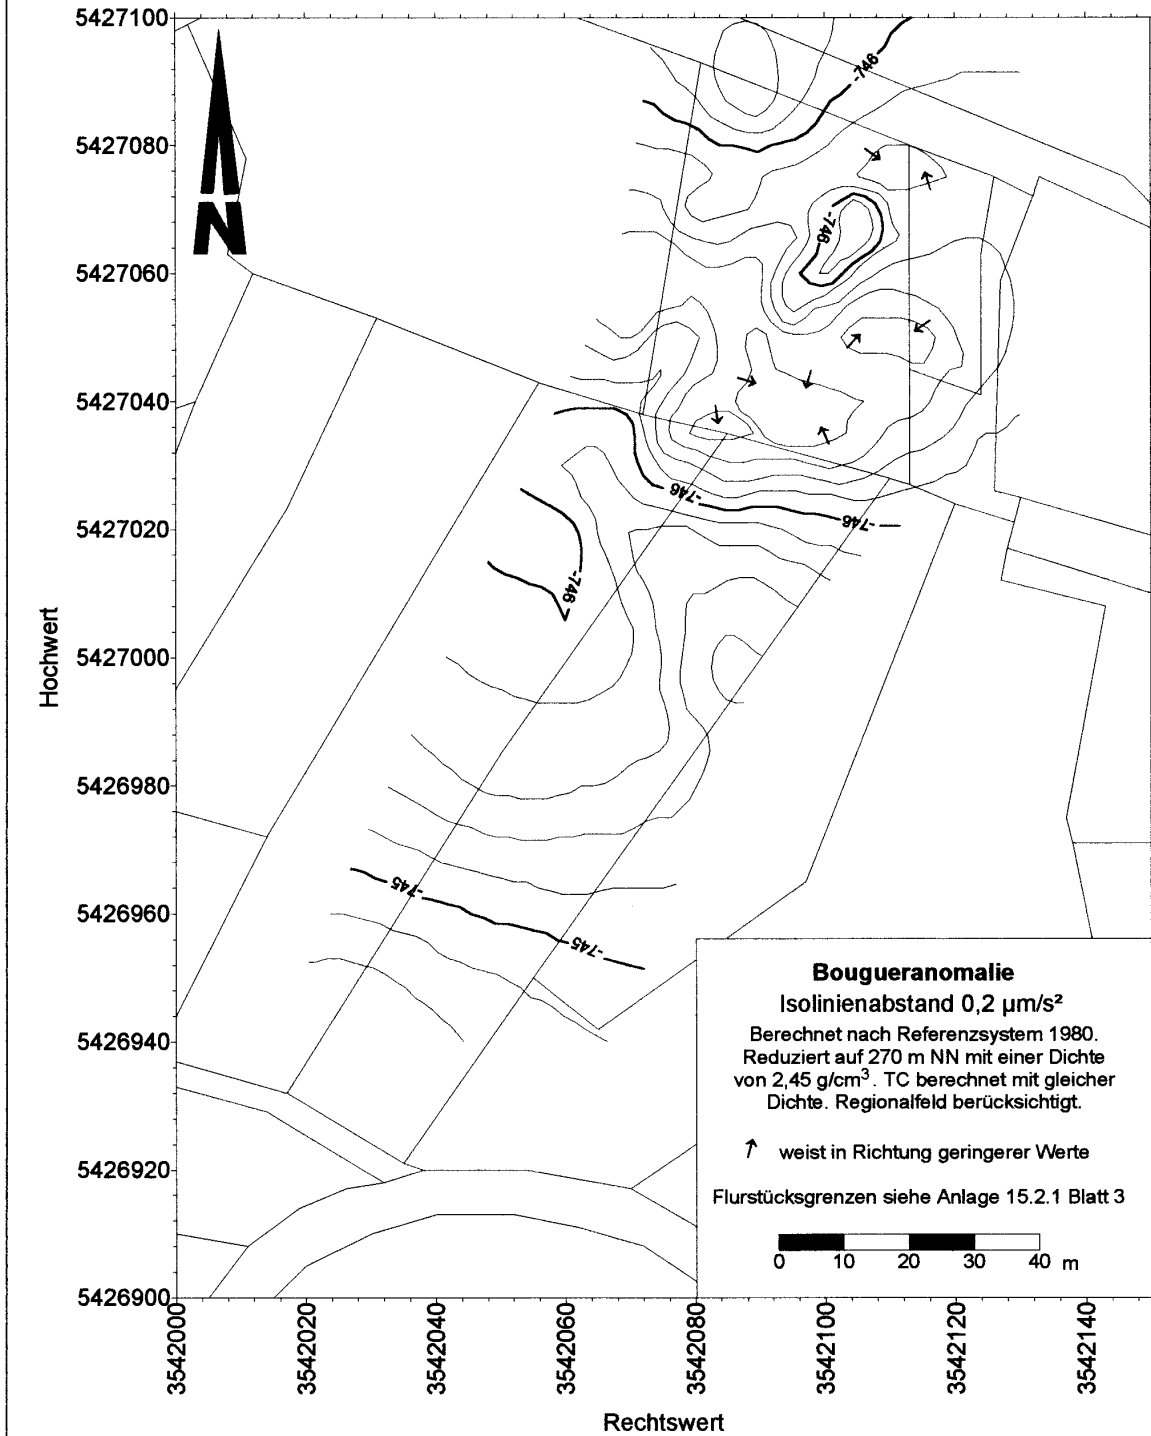 5427100
5427080
5427060
5427040
5427020
5427000
5426980
5426960
5426940
5426920
5426900
Hochwert
N
-746
-746
-746
-746
-746
-745
-745
Bougueranomalie
Isolinienabstand 0,2 µm/s²
Berechnet nach Referenzsystem 1980.
Reduziert auf 270 m NN mit einer Dichte
von 2,45 g/cm³. TC berechnet mit gleicher
Dichte. Regionalfeld berücksichtigt.
weist in Richtung geringerer Werte
Flurstücksgrenzen siehe Anlage 15.2.1 Blatt 3
0 10 20 30 40 m
3542000
3542020
3542040
3542060
3542080
3542100
3542120
3542140
Rechtswert